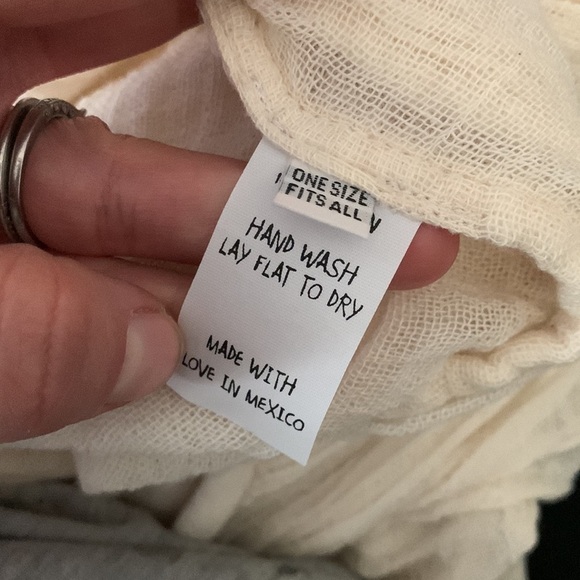 ONE SIZE
FITS ALL
HAND WASH
LAY FLAT TO DRY
MADE WITH
LOVE IN MEXICO